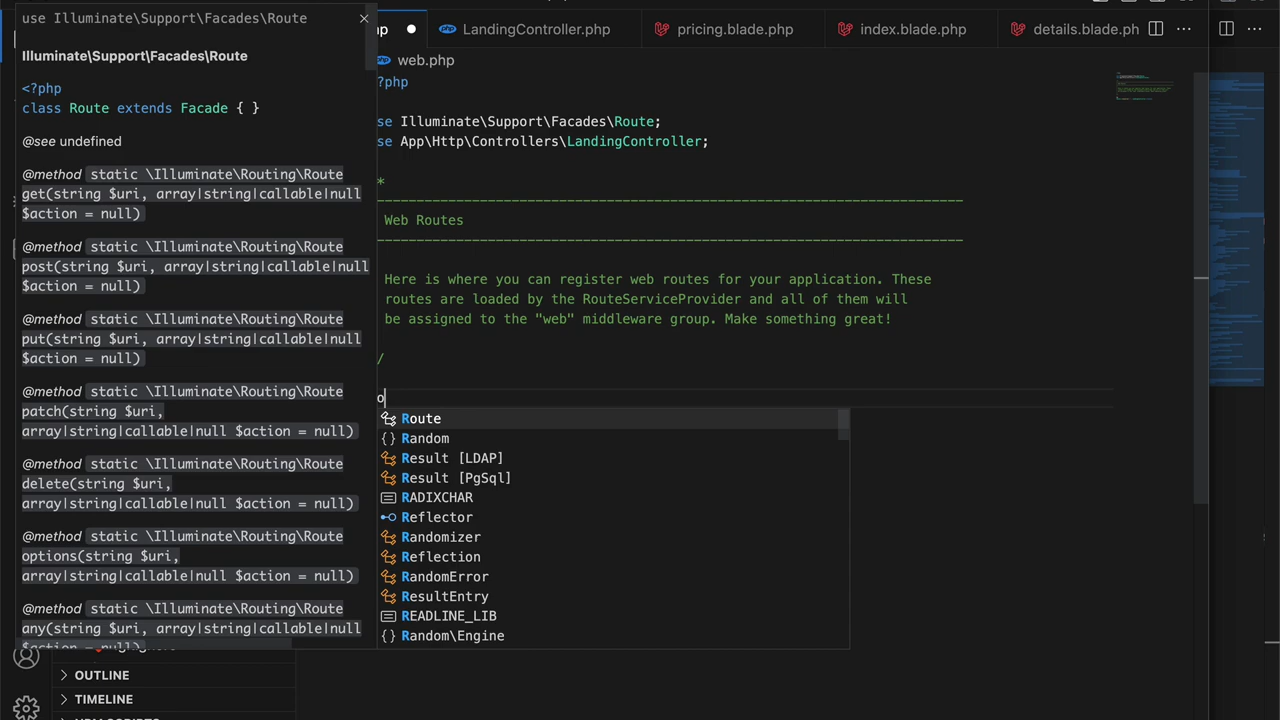 use Illuminate\Support\Facades\Route
Illuminate\Support\Facades\Route
<?php
class Route extends Facade { }
@see undefined
@method static \Illuminate\Routing\Route
get(string $uri, array|string|callable|null
$action = null)
@method static \Illuminate\Routing\Route
post(string $uri, array|string|callable|null
$action = null)
@method static \Illuminate\Routing\Route
put(string $uri, array|string|callable|null
$action = null)
@method static \Illuminate\Routing\Route
patch(string $uri,
array|string|callable|null $action = null)
@method static \Illuminate\Routing\Route
delete(string $uri,
array|string|callable|null $action = null)
@method static \Illuminate\Routing\Route
options(string $uri,
array|string|callable|null $action = null)
@method static \Illuminate\Routing\Route
any(string $uri, array|string|callable|null
$action = null)
OUTLINE
TIMELINE
hp LandingController.php pricing.blade.php index.blade.php details.blade.ph
web.php
?php
se Illuminate\Support\Facades\Route;
se App\Http\Controllers\LandingController;
*
--------------------------------------------------------------------------
Web Routes
--------------------------------------------------------------------------
Here is where you can register web routes for your application. These
routes are loaded by the RouteServiceProvider and all of them will
be assigned to the "web" middleware group. Make something great!
/
o
Route
Random
Result [LDAP]
Result [PgSql]
RADIXCHAR
Reflector
Randomizer
Reflection
RandomError
ResultEntry
READLINE_LIB
Random\Engine